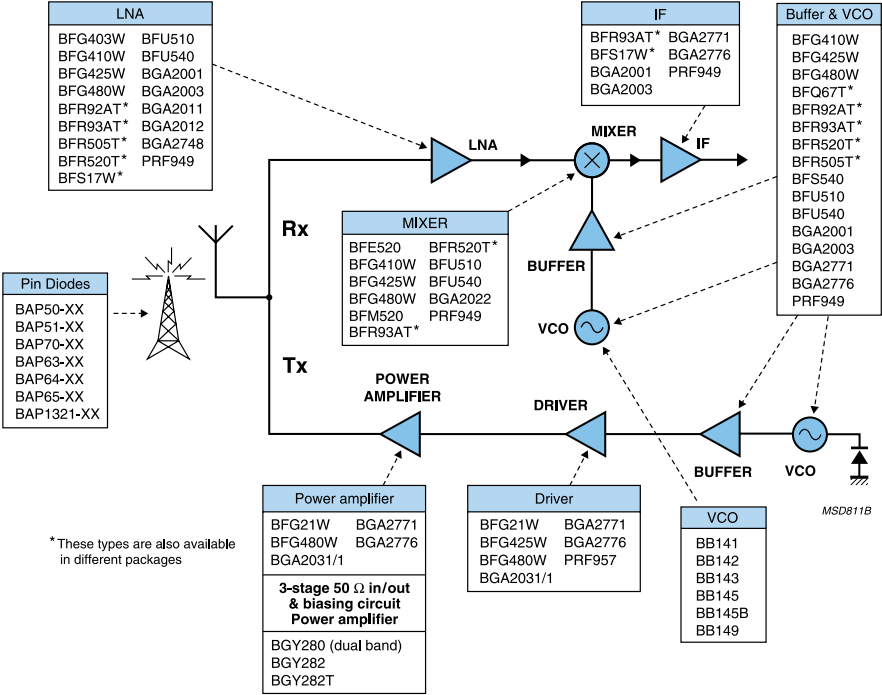 LNA
BFG403W BFU510
BFG410W BFU540
BFG425W BGA2001
BFG480W BGA2003
BFR92AT* BGA2011
BFR93AT* BGA2012
BFR505T* BGA2748
BFR520T* PRF949
BFS17W*
IF
BFR93AT* BGA2771
BFS17W* BGA2776
BGA2001 PRF949
BGA2003
Buffer & VCO
BFG410W
BFG425W
BFG480W
BFQ67T*
BFR92AT*
BFR93AT*
BFR520T*
BFR505T*
BFS540
BFU510
BFU540
BGA2001
BGA2003
BGA2771
BGA2776
PRF949
LNA
MIXER
IF
Rx
MIXER
BFE520 BFR520T*
BFG410W BFU510
BFG425W BFU540
BFG480W BGA2022
BFM520 PRF949
BFR93AT*
BUFFER
VCO
Pin Diodes
BAP50-XX
BAP51-XX
BAP70-XX
BAP63-XX
BAP64-XX
BAP65-XX
BAP1321-XX
Tx
POWER
AMPLIFIER
DRIVER
BUFFER
VCO
MSD811B
Power amplifier
BFG21W BGA2771
BFG480W BGA2776
BGA2031/1
3-stage 50 Ω in/out
& biasing circuit
Power amplifier
BGY280 (dual band)
BGY282
BGY282T
Driver
BFG21W BGA2771
BFG425W BGA2776
BFG480W PRF957
BGA2031/1
VCO
BB141
BB142
BB143
BB145
BB145B
BB149
* These types are also available
in different packages